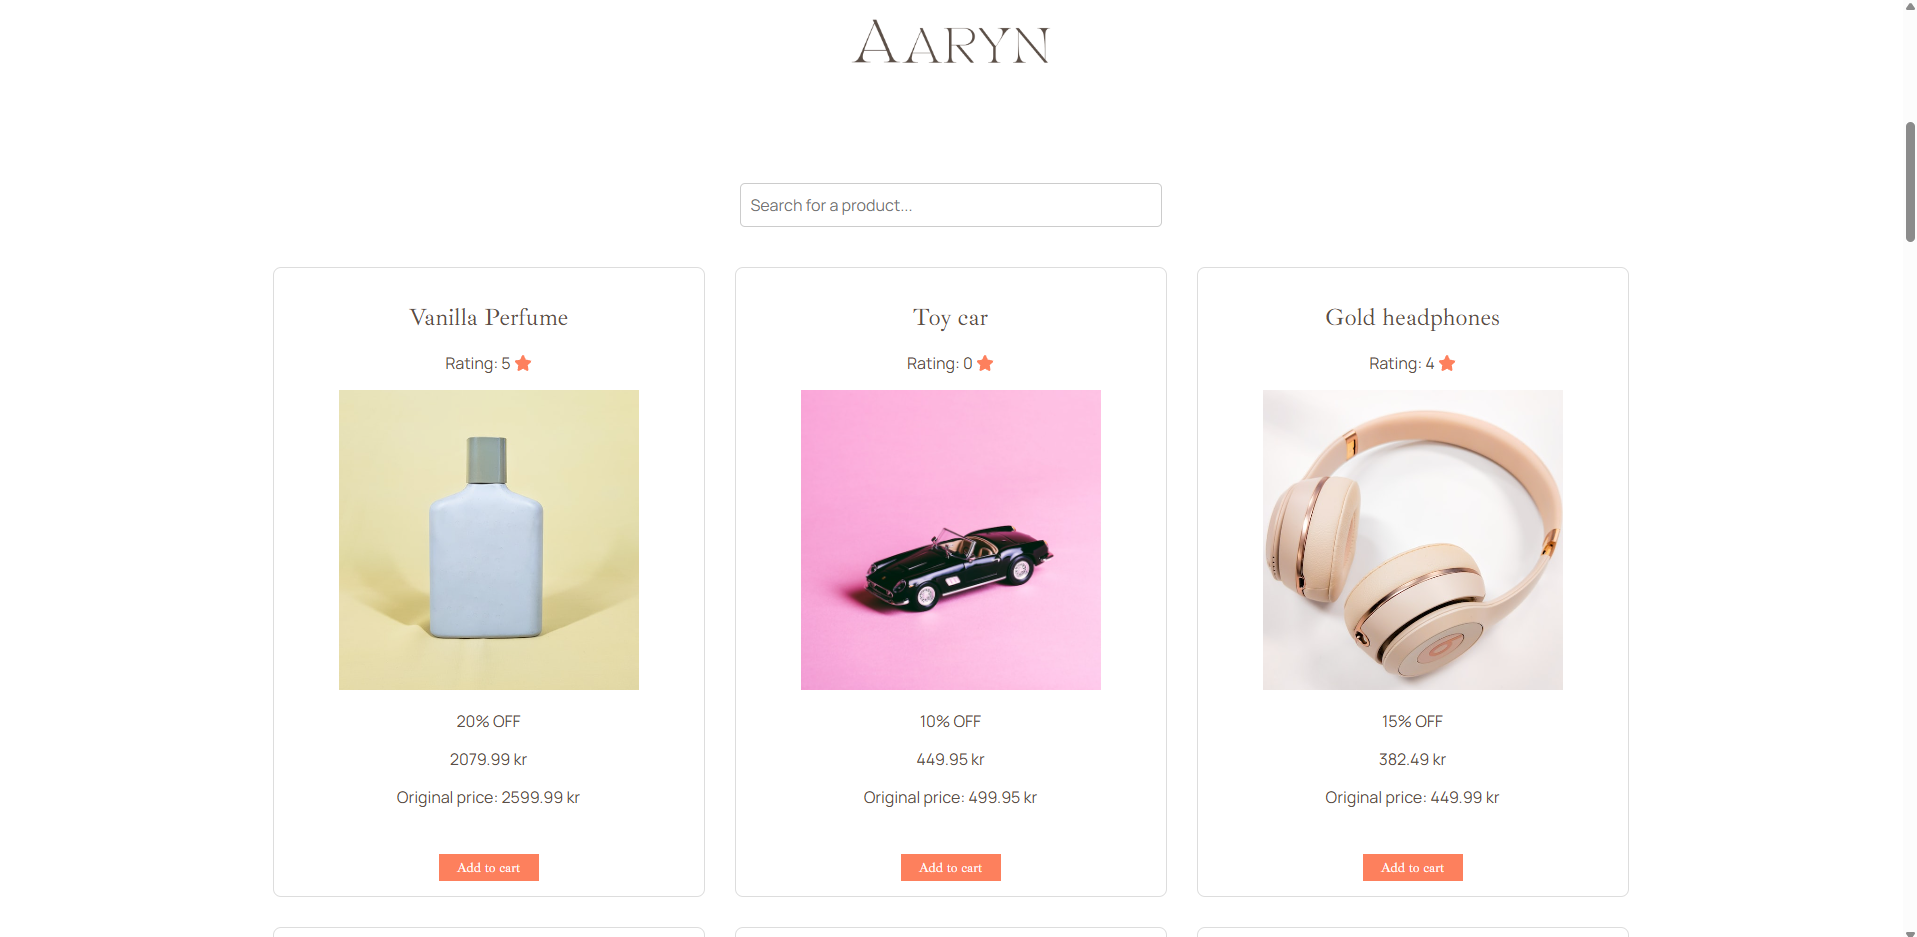 AARYN
Search for a product...
Vanilla Perfume
Rating: 5
20% OFF
2079.99 kr
Original price: 2599.99 kr
Add to cart
Toy car
Rating: 0
10% OFF
449.95 kr
Original price: 499.95 kr
Add to cart
Gold headphones
Rating: 4
15% OFF
382.49 kr
Original price: 449.99 kr
Add to cart